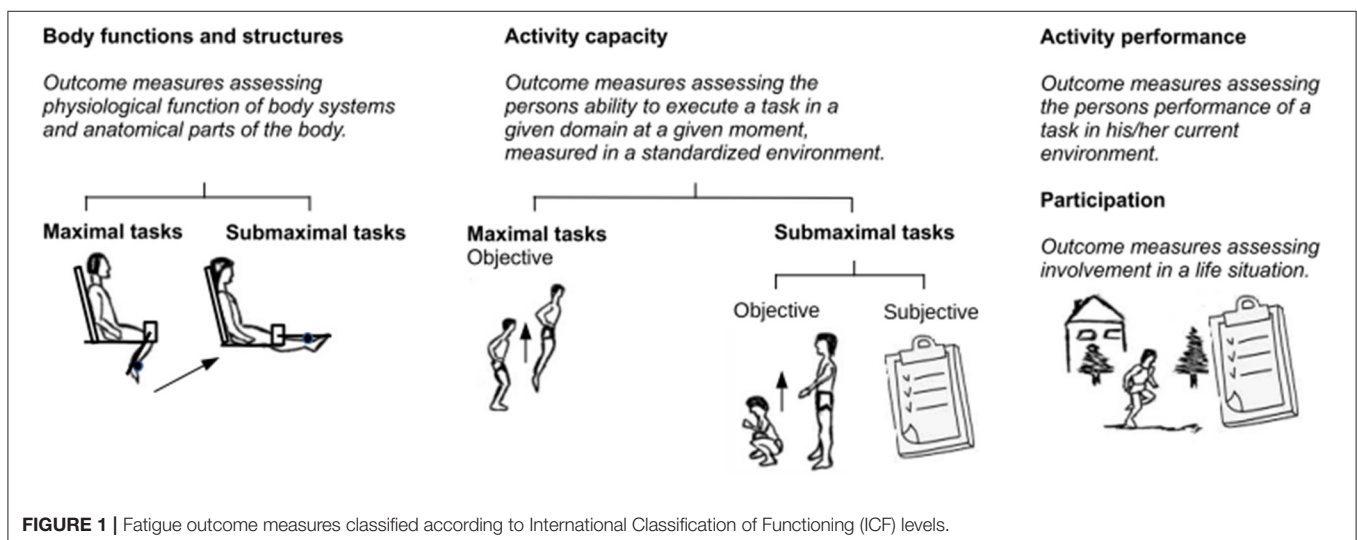 Body functions and structures
Outcome measures assessing
physiological function of body systems
and anatomical parts of the body.
Maximal tasks
Submaximal tasks
Activity capacity
Outcome measures assessing the
persons ability to execute a task in a
given domain at a given moment,
measured in a standardized environment.
Maximal tasks
Objective
Submaximal tasks
Objective
Subjective
Activity performance
Outcome measures assessing
the persons performance of a
task in his/her current
environment.
Participation
Outcome measures assessing
involvement in a life situation.
FIGURE 1 | Fatigue outcome measures classified according to International Classification of Functioning (ICF) levels.